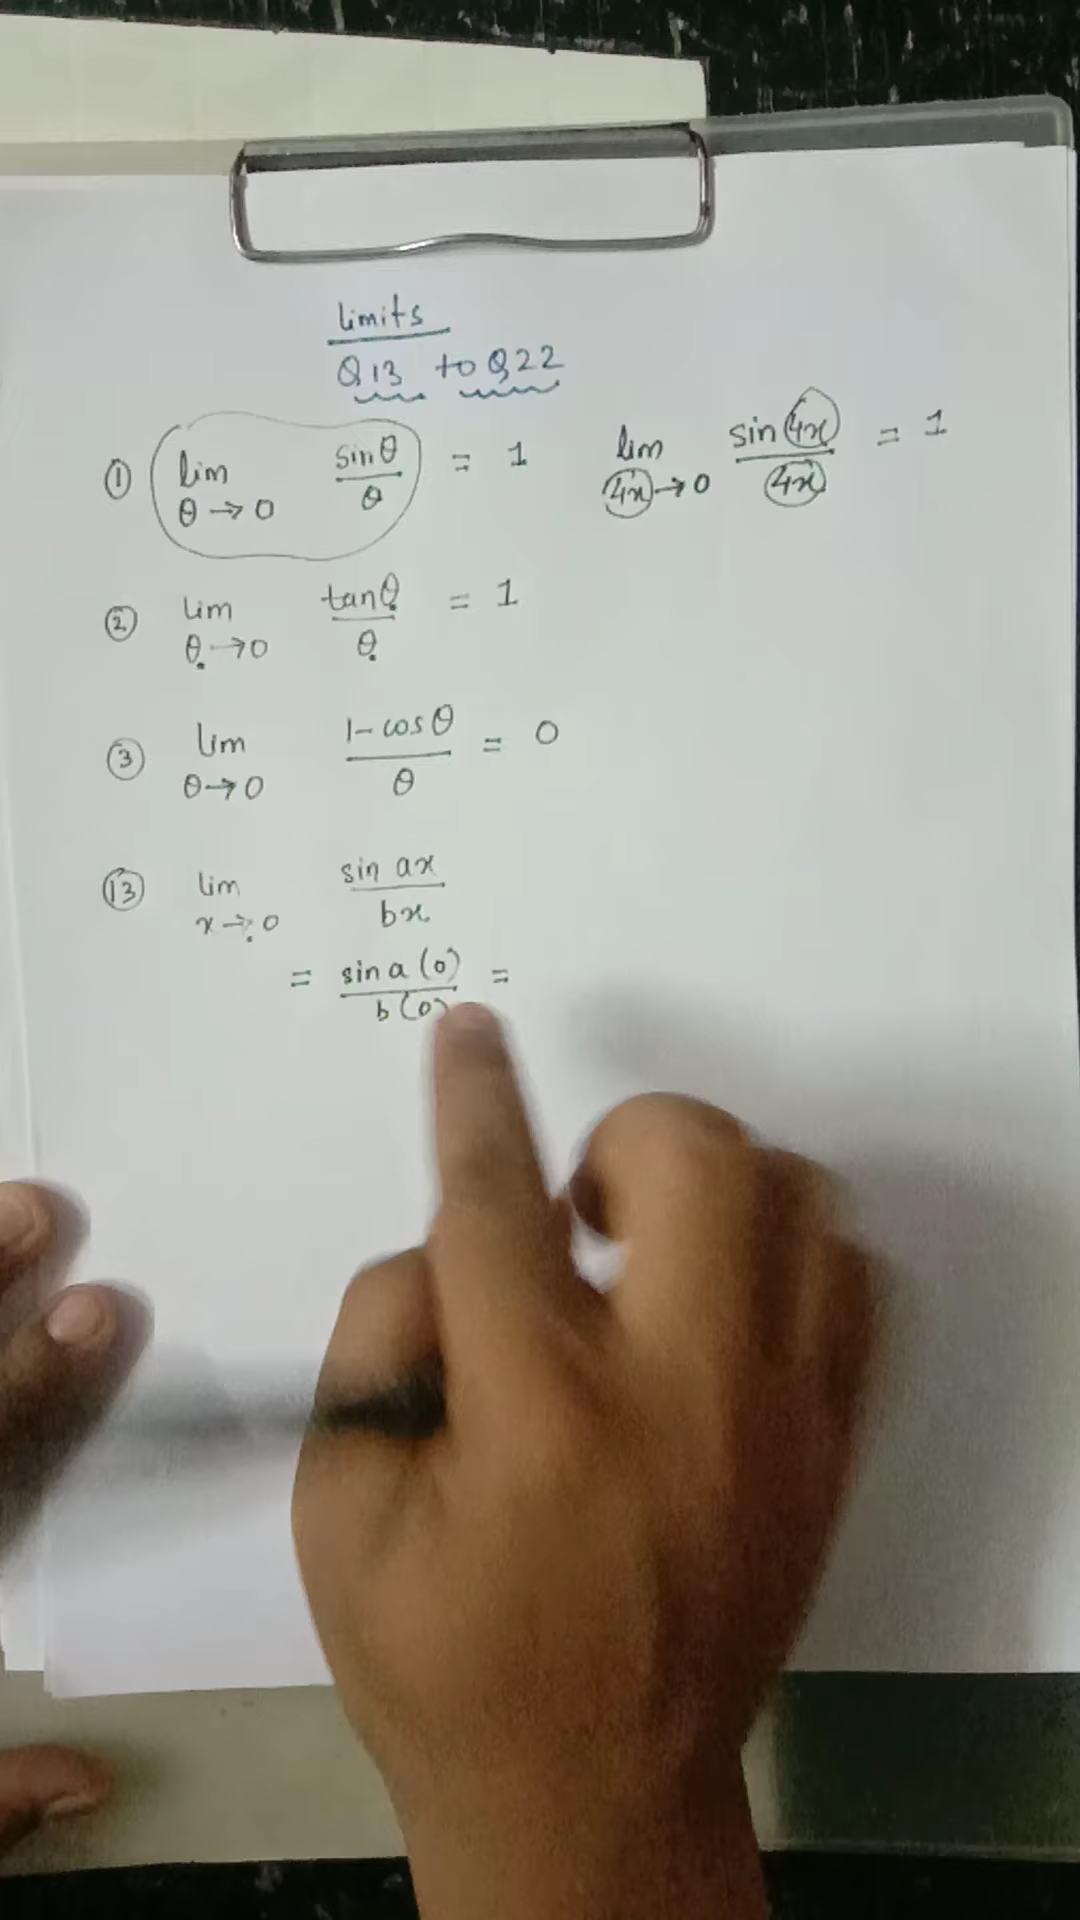 Limits
Q13 to Q22
① lim θ→0 sinθ/θ = 1 lim 4x→0 sin 4x/4x = 1
② lim θ→0 tanθ/θ = 1
③ lim θ→0 1-cosθ/θ = 0
⑬ lim x→0 sin ax/bx
= sin a(0)/b(0) =